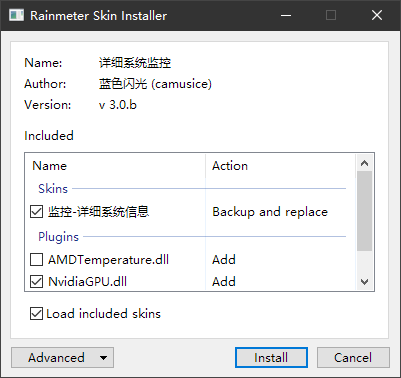 Rainmeter Skin Installer
Name: 详细系统监控
Author: 蓝色闪光 (camusice)
Version: v 3.0.b
Included
Name Action
Skins
监控-详细系统信息 Backup and replace
Plugins
AMDTemperature.dll Add
NvidiaGPU.dll Add
Load included skins
Advanced Install Cancel